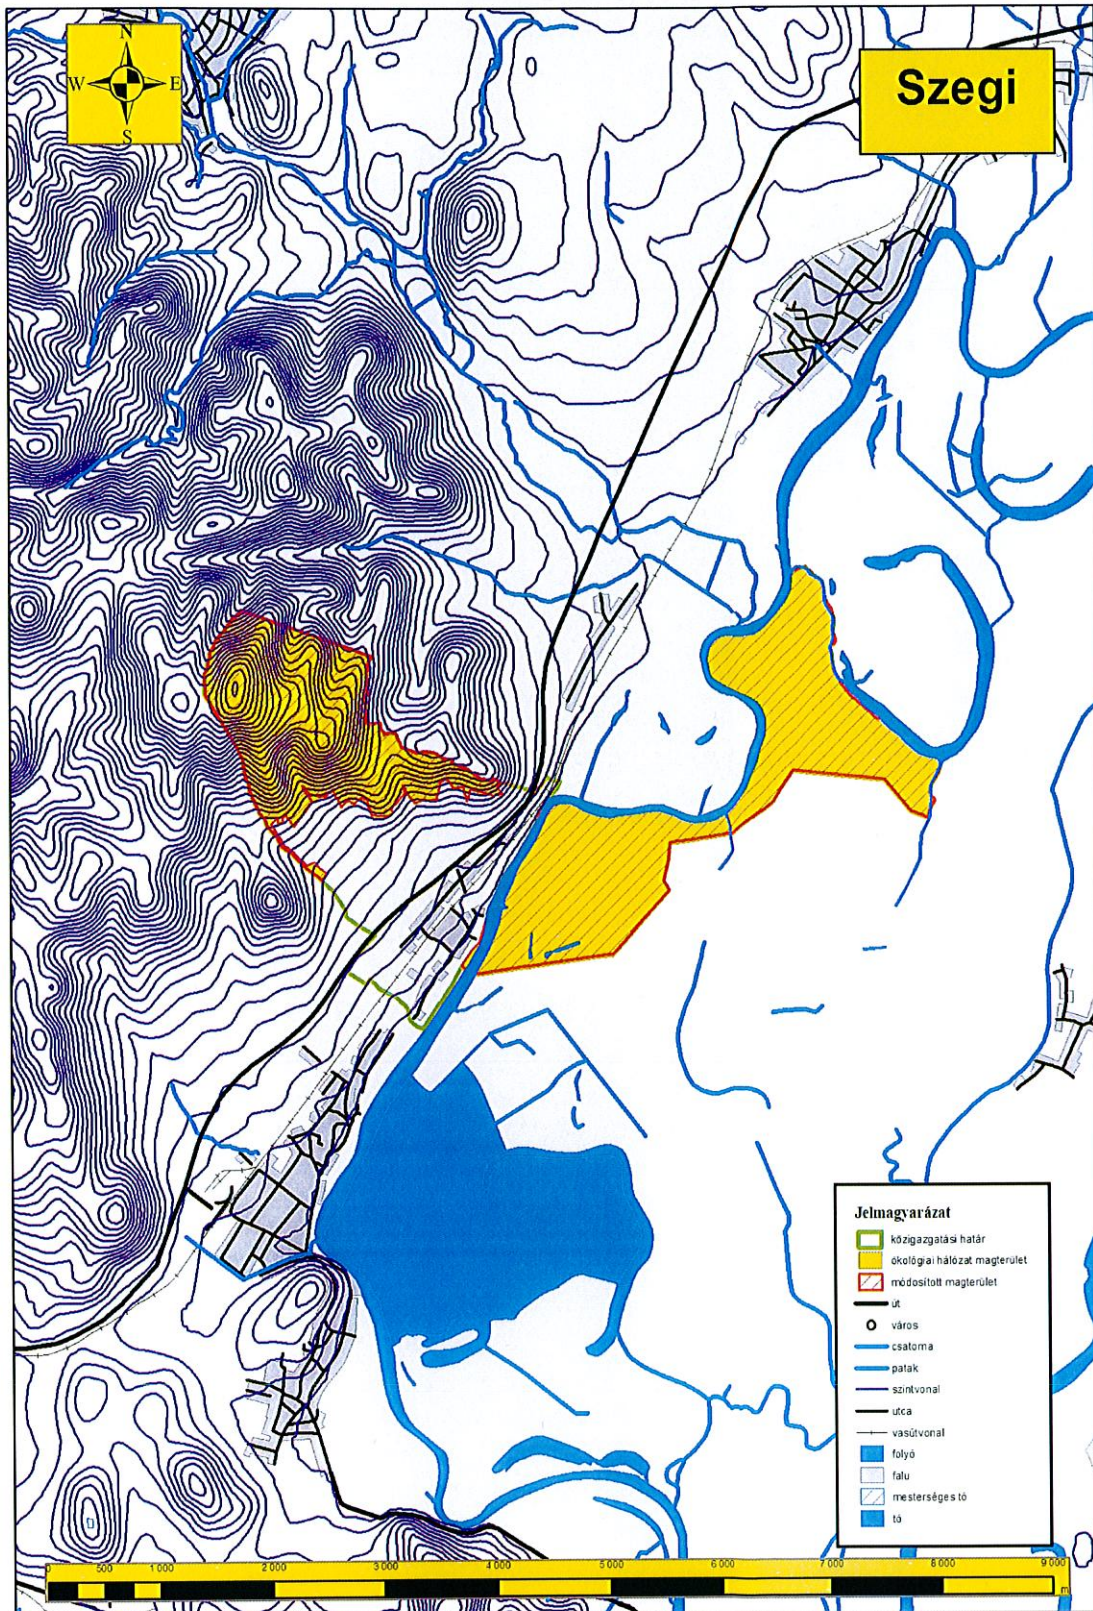 N
W E
S
Szegi
Jelmagyarázat
közigazgatási határ
ökológiai hálózat magterület
módosított magterület
út
város
csatorna
patak
szintvonal
utca
vasútvonal
folyó
falu
mesterséges tó
tó
0 500 1 000 2 000 3 000 4 000 5 000 6 000 7 000 8 000 9 000
m